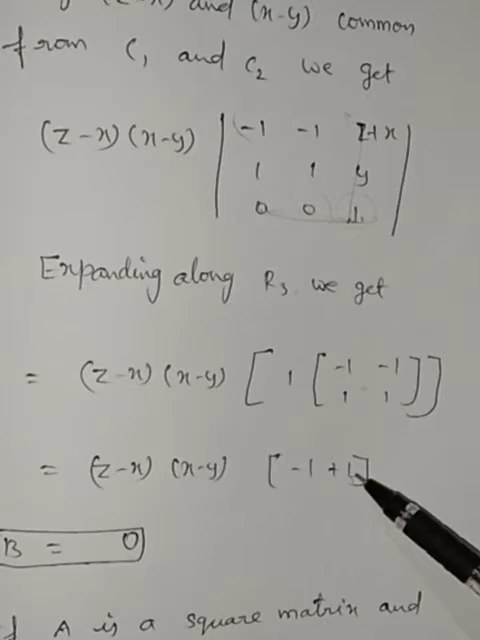 (z-x) and (x-y) common
from C₁ and C₂ we get
(z-x)(x-y) | -1 -1 z+x |
| 1 1 y |
| 0 0 1 |
Expanding along R₃ we get
= (z-x)(x-y) [ 1 [ -1 -1
1 1 ] ]
= (z-x) (x-y) [-1+1]
B = 0
A is a square matrix and